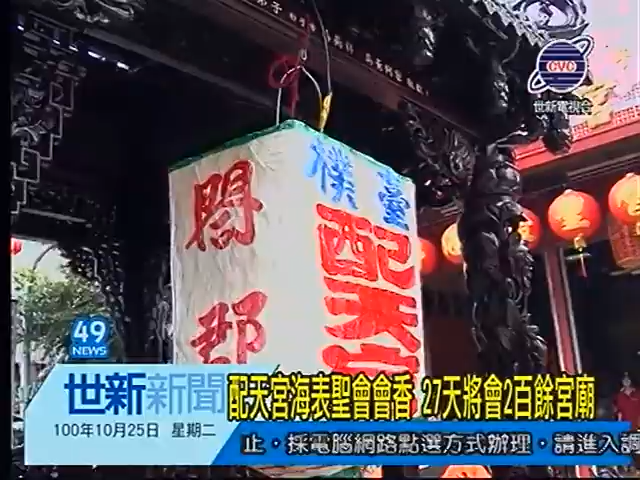 CVC
世新電視台
樸臺
配天宮
閤郡
49
NEWS
世新新聞
配天宮海表聖會會香 27天將會2百餘宮廟
100年10月25日 星期二
止‧採電腦網路點選方式辦理‧請進入調